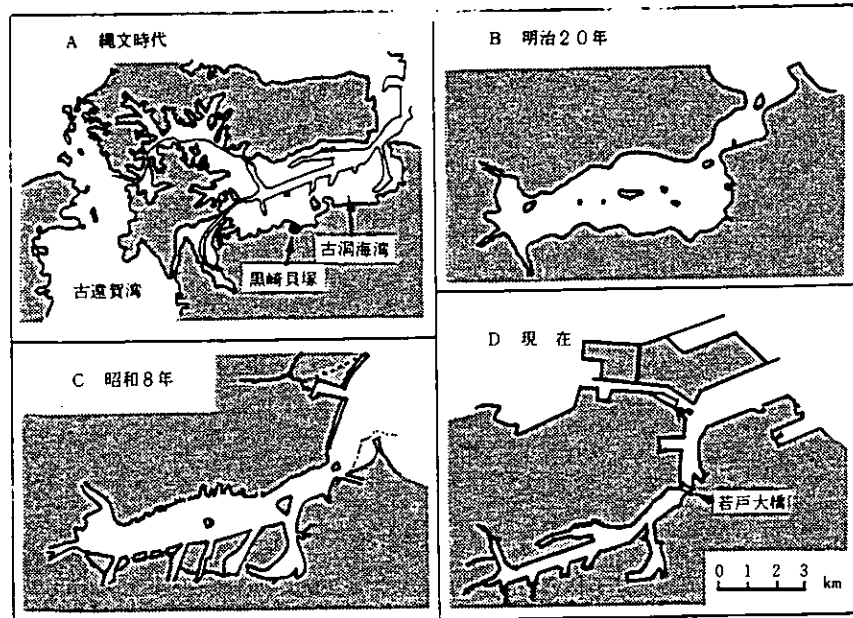 A 縄文時代
古洞海湾
黒崎貝塚
古遠賀湾
B 明治20年
C 昭和8年
D 現在
若戸大橋
0 1 2 3 km